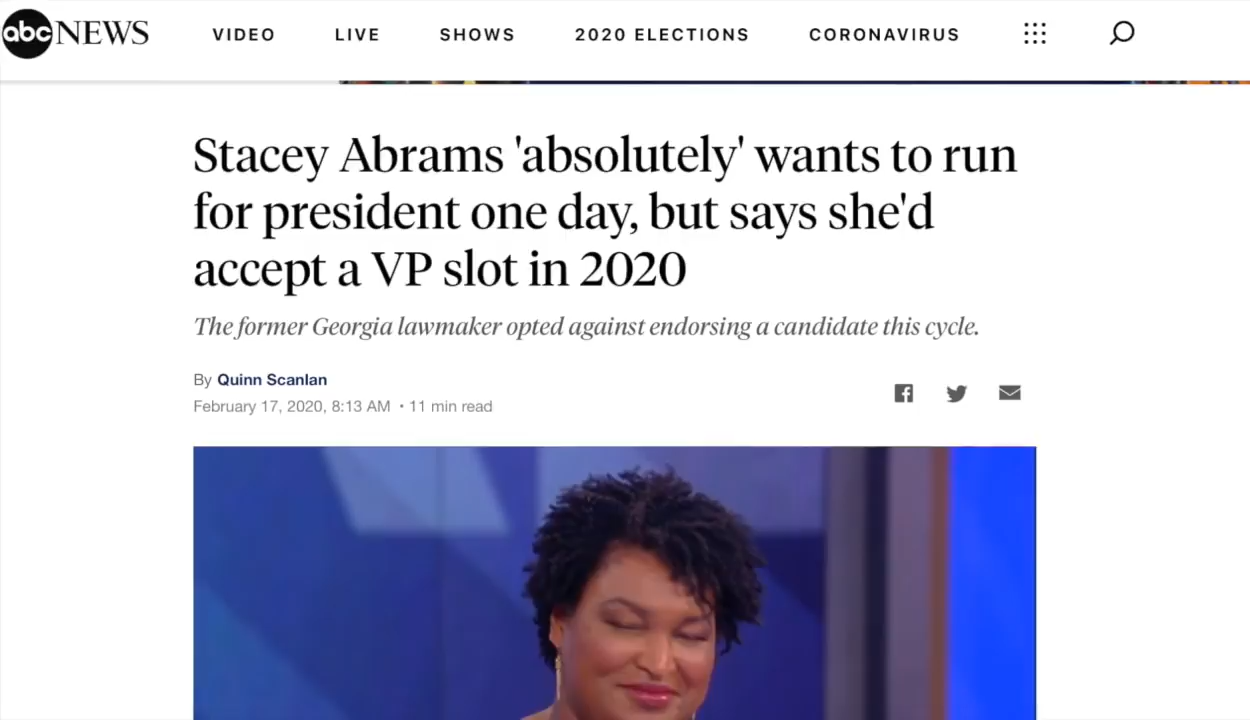 abc NEWS
VIDEO LIVE SHOWS 2020 ELECTIONS CORONAVIRUS
Stacey Abrams 'absolutely' wants to run
for president one day, but says she'd
accept a VP slot in 2020
The former Georgia lawmaker opted against endorsing a candidate this cycle.
By Quinn Scanlan
February 17, 2020, 8:13 AM • 11 min read